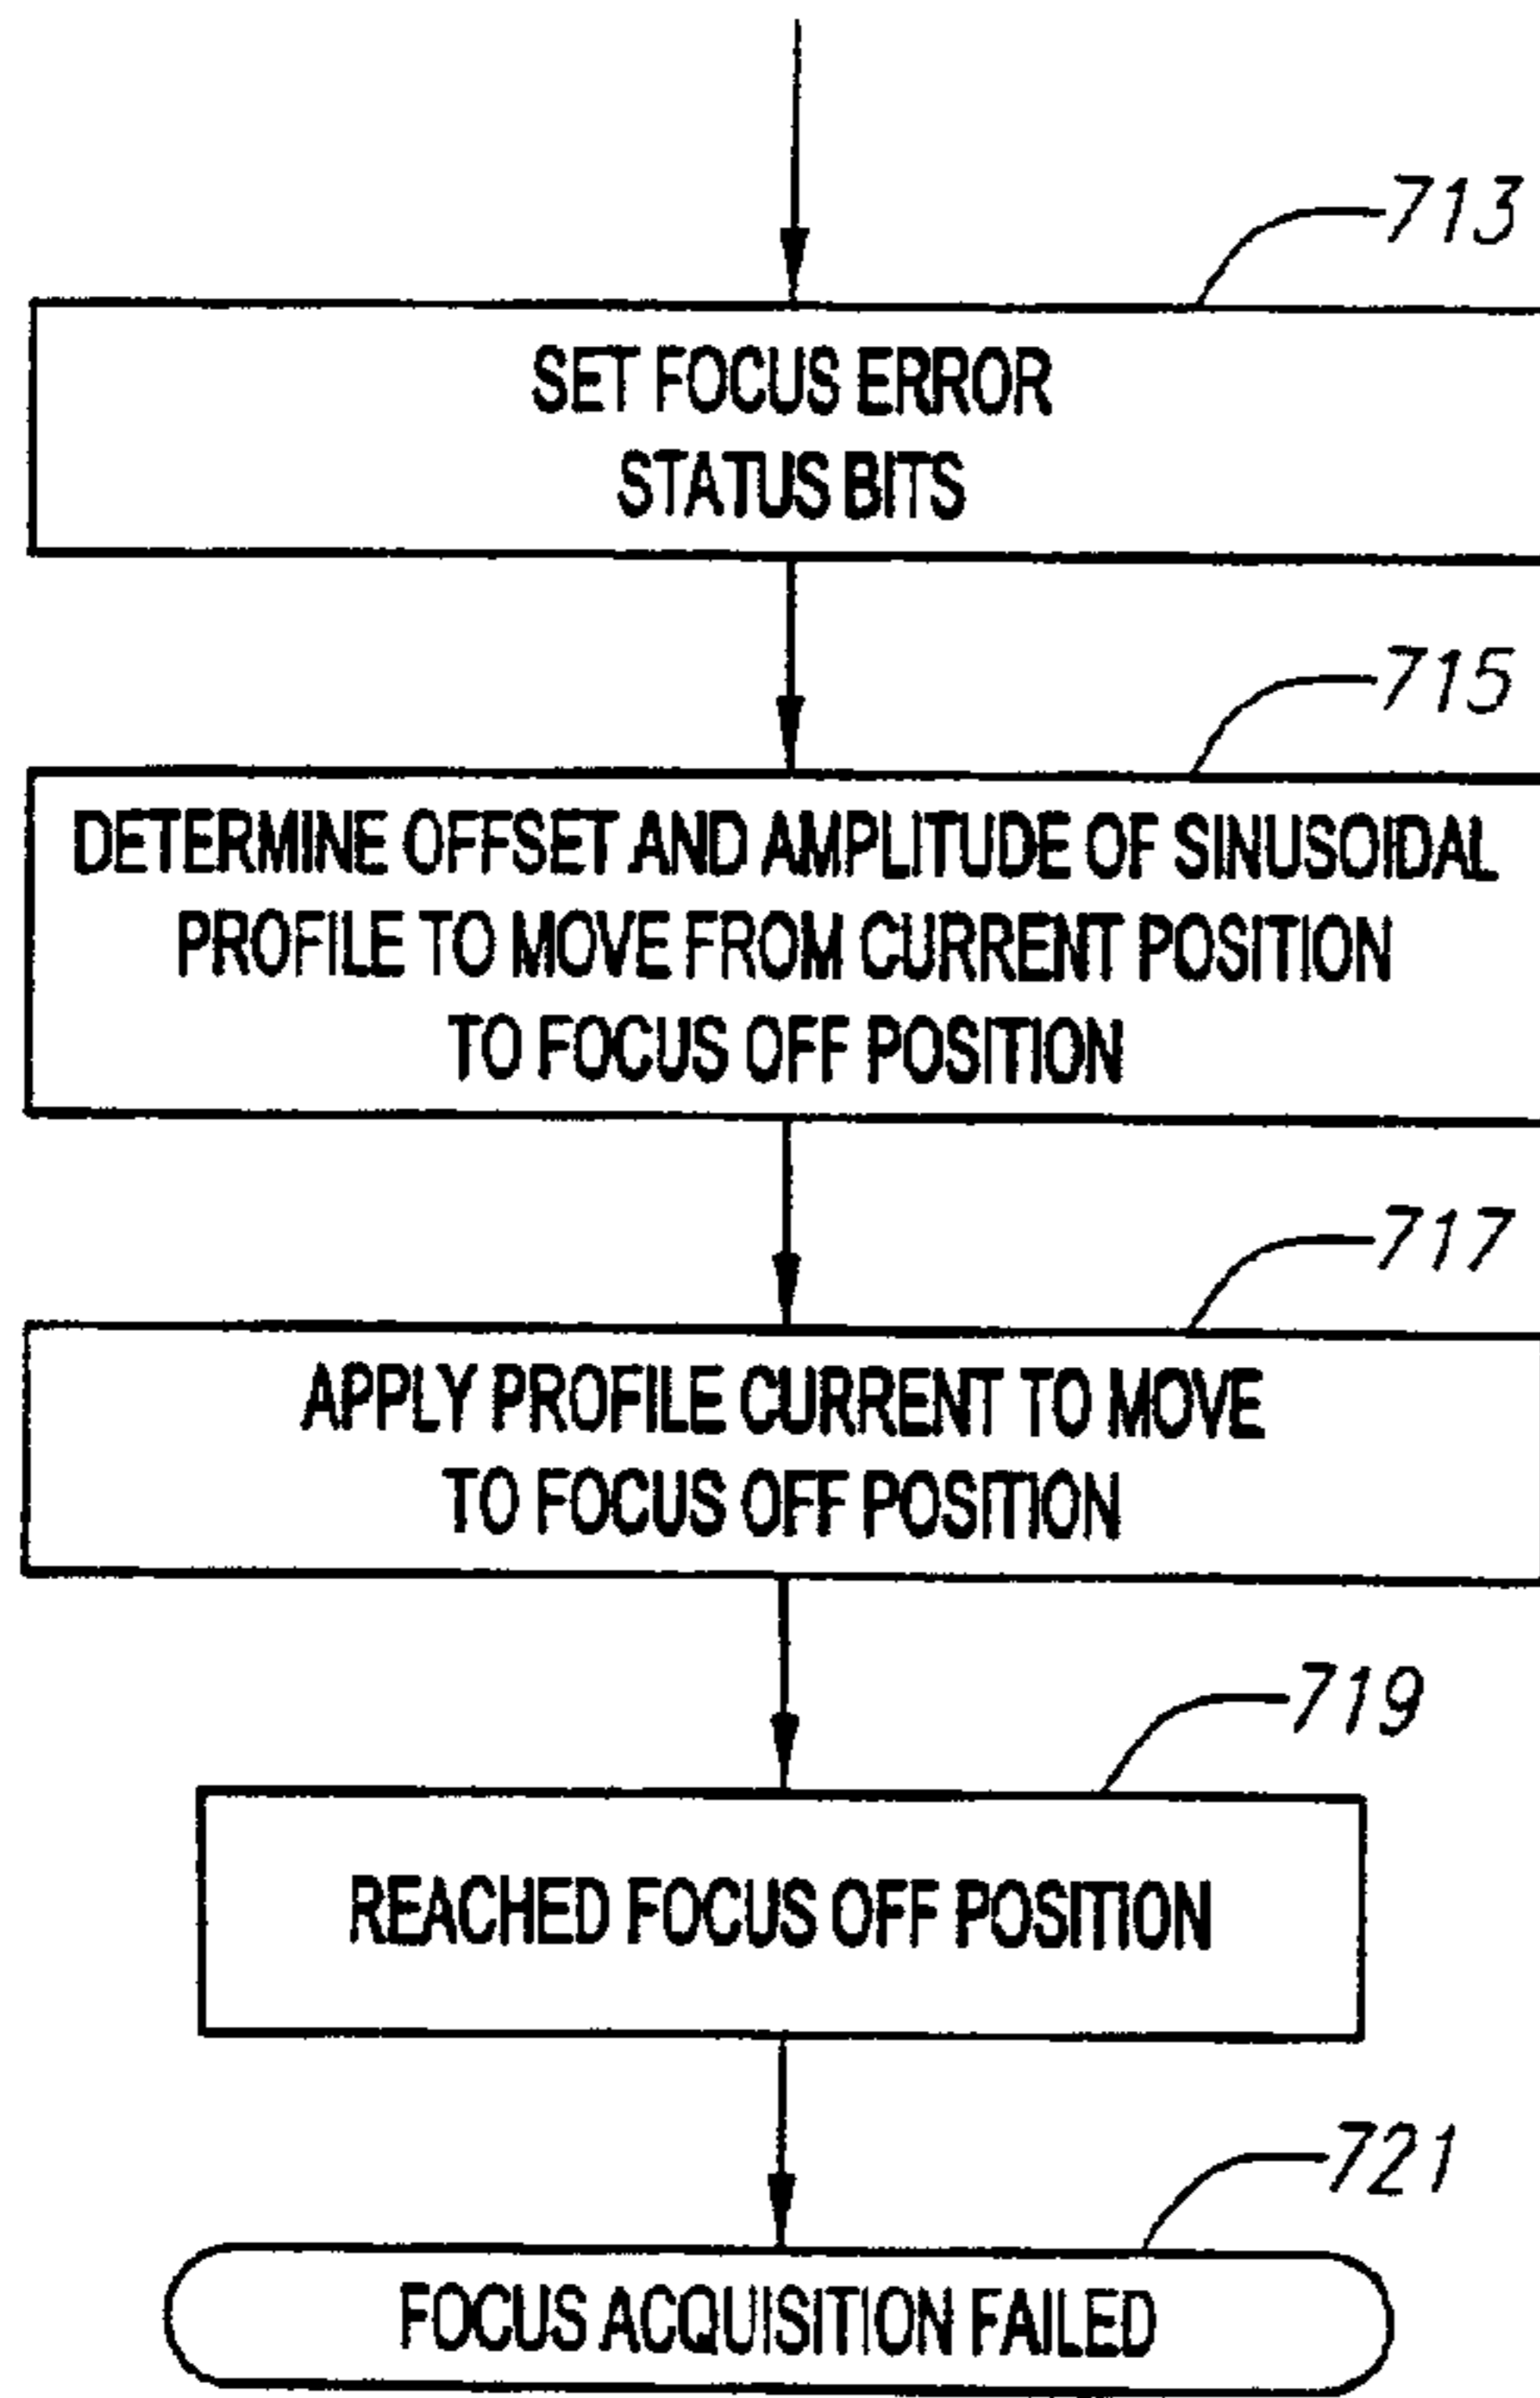 713
SET FOCUS ERROR
STATUS BITS
715
DETERMINE OFFSET AND AMPLITUDE OF SINUSOIDAL
PROFILE TO MOVE FROM CURRENT POSITION
TO FOCUS OFF POSITION
717
APPLY PROFILE CURRENT TO MOVE
TO FOCUS OFF POSITION
719
REACHED FOCUS OFF POSITION
721
FOCUS ACQUISITION FAILED